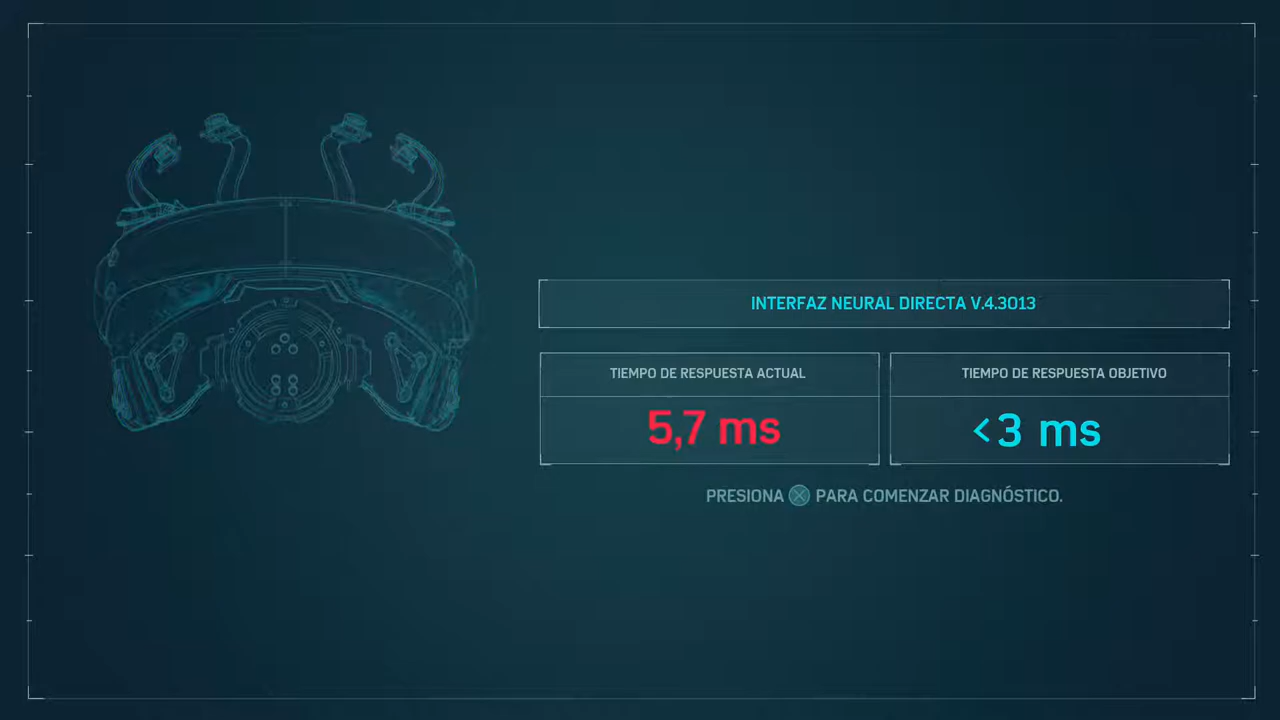 INTERFAZ NEURAL DIRECTA V.4.3013
TIEMPO DE RESPUESTA ACTUAL
5,7 ms
TIEMPO DE RESPUESTA OBJETIVO
<3 ms
PRESIONA ⓧ PARA COMENZAR DIAGNÓSTICO.